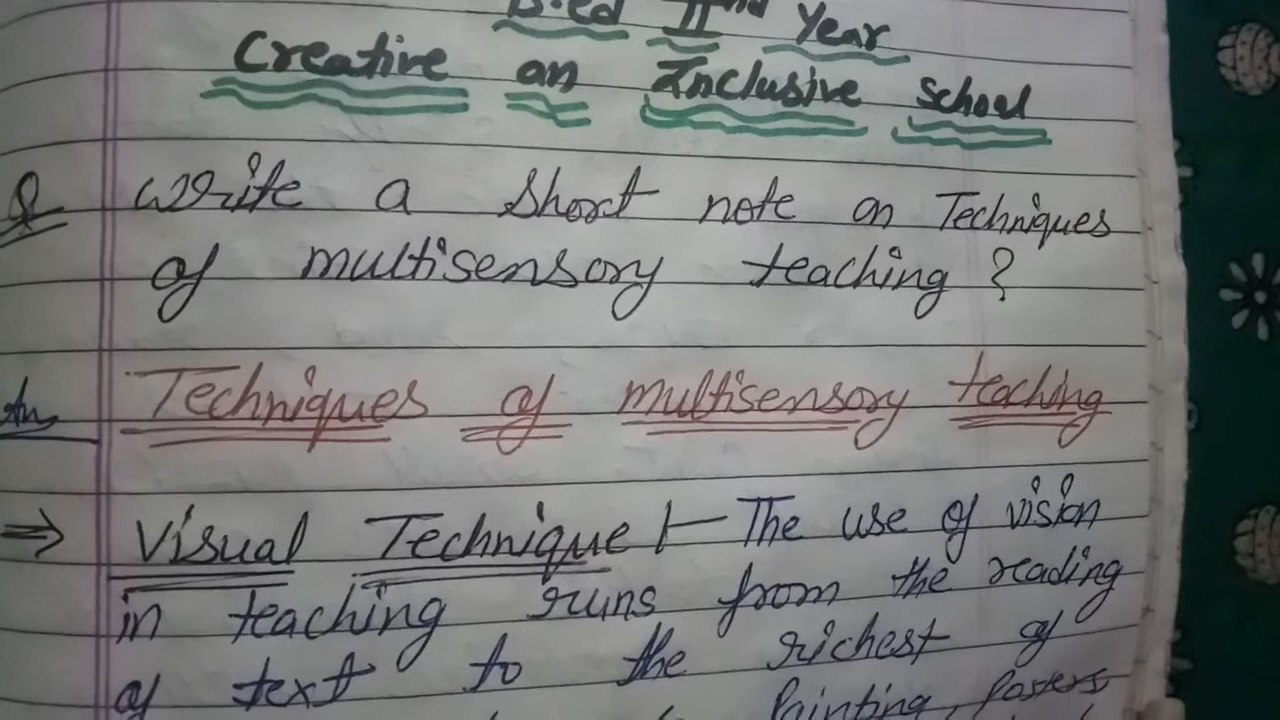 B.ed IInd Year
Creative an Inclusive School
Q Write a short note on Techniques
of multisensory teaching ?
Ans Techniques of multisensory teaching
⇒ Visual Technique :- The use of vision
in teaching runs from the reading
of text to the richest of
Painting, Posters